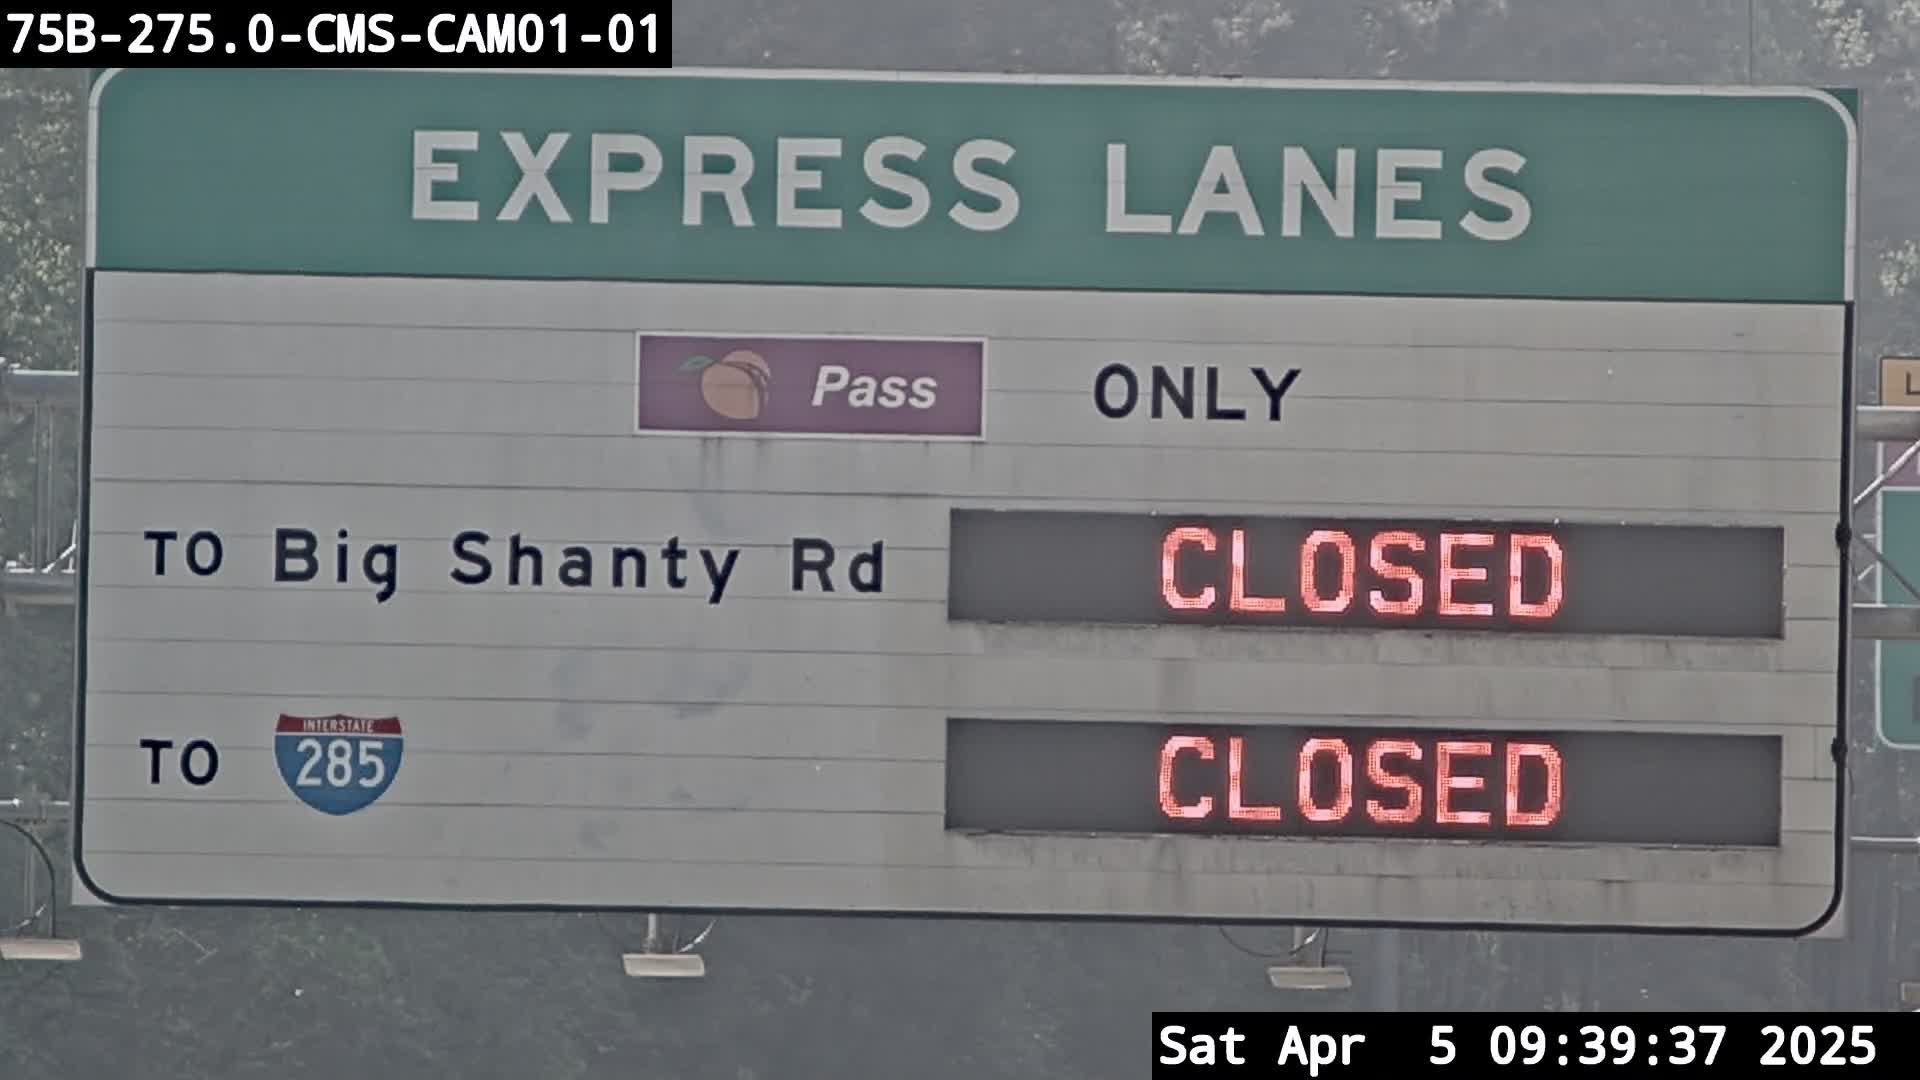 75B-275.0-CMS-CAM01-01
EXPRESS LANES
Pass ONLY
TO Big Shanty Rd CLOSED
TO INTERSTATE 285 CLOSED
Sat Apr 5 09:39:37 2025